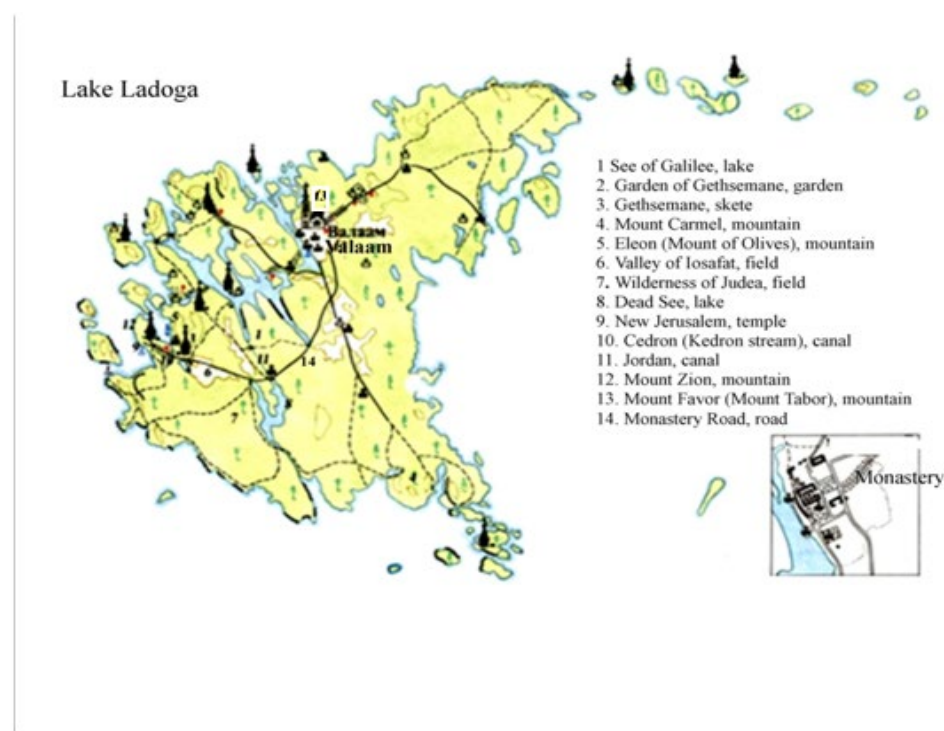 Lake Ladoga
1 See of Galilee, lake
2. Garden of Gethsemane, garden
3. Gethsemane, skete
4. Mount Carmel, mountain
5. Eleon (Mount of Olives), mountain
6. Valley of Iosafat, field
7. Wilderness of Judea, field
8. Dead See, lake
9. New Jerusalem, temple
10. Cedron (Kedron stream), canal
11. Jordan, canal
12. Mount Zion, mountain
13. Mount Favor (Mount Tabor), mountain
14. Monastery Road, road
13
Валаам
Valaam
12
1
11
14
7
8
Monastery